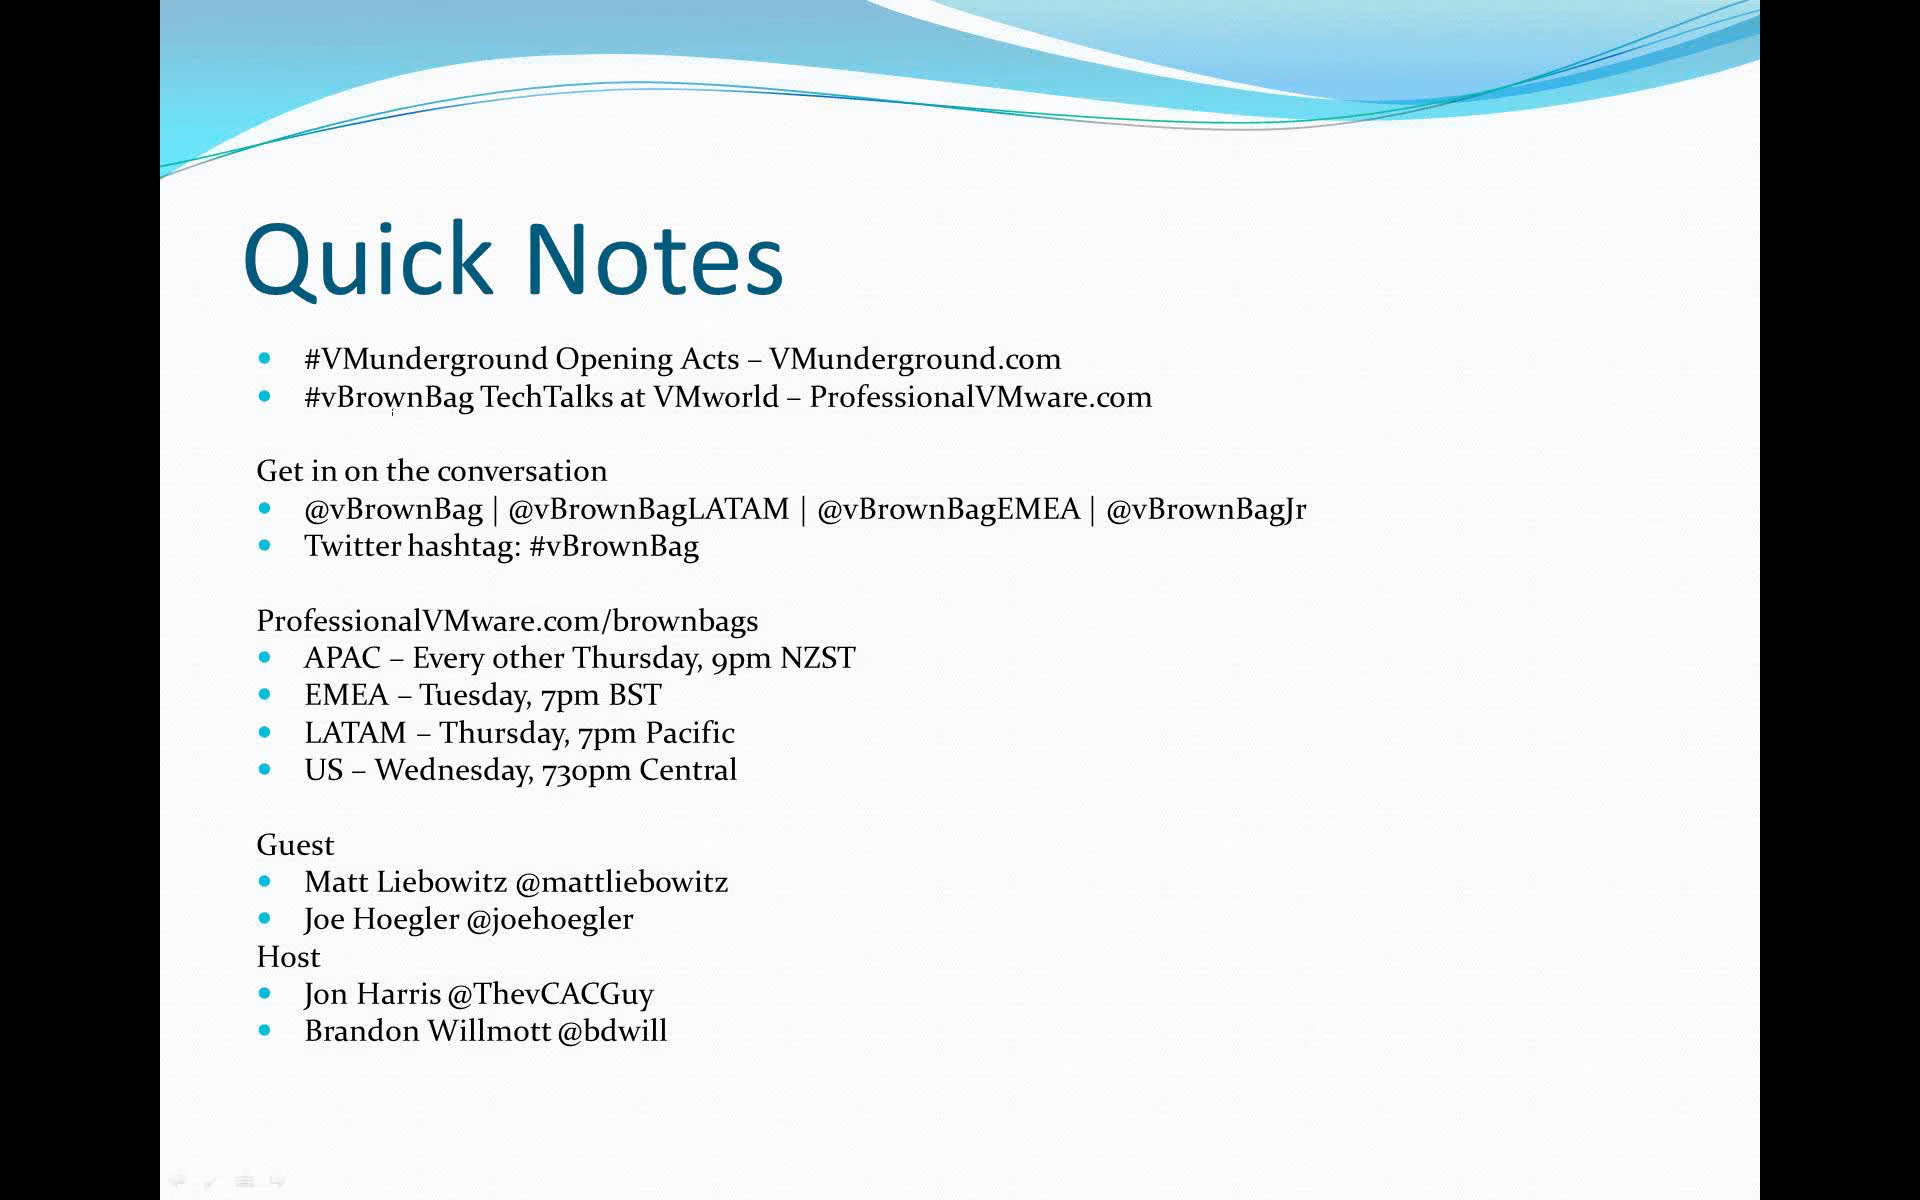 Quick Notes
#VMunderground Opening Acts – VMunderground.com
#vBrownBag TechTalks at VMworld – ProfessionalVMware.com
Get in on the conversation
@vBrownBag | @vBrownBagLATAM | @vBrownBagEMEA | @vBrownBagJr
Twitter hashtag: #vBrownBag
ProfessionalVMware.com/brownbags
APAC – Every other Thursday, 9pm NZST
EMEA – Tuesday, 7pm BST
LATAM – Thursday, 7pm Pacific
US – Wednesday, 730pm Central
Guest
Matt Liebowitz @mattliebowitz
Joe Hoegler @joehoegler
Host
Jon Harris @ThevCACGuy
Brandon Willmott @bdwill